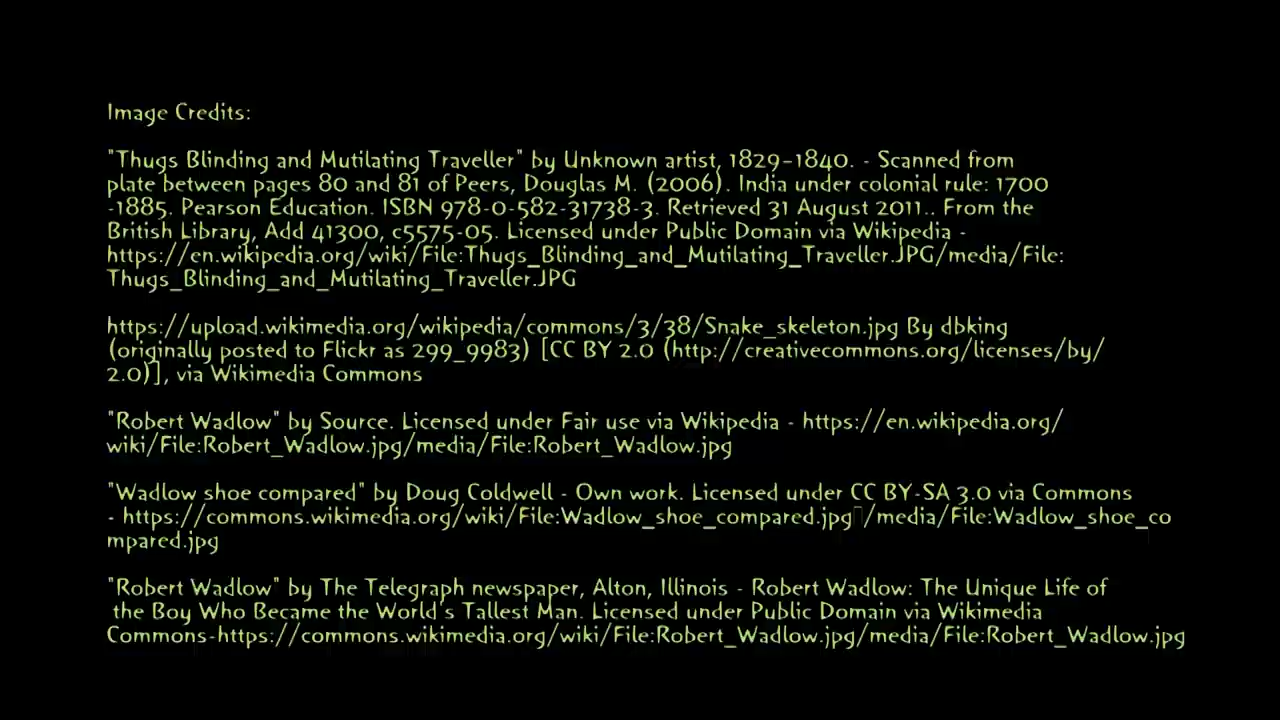 Image Credits:
"Thugs Blinding and Mutilating Traveller" by Unknown artist, 1829-1840. - Scanned from
plate between pages 80 and 81 of Peers, Douglas M. (2006). India under colonial rule: 1700
-1885. Pearson Education. ISBN 978-0-582-31738-3. Retrieved 31 August 2011.. From the
British Library, Add 41300, c5575-05. Licensed under Public Domain via Wikipedia -
https://en.wikipedia.org/wiki/File:Thugs_Blinding_and_Mutilating_Traveller.JPG/media/File:
Thugs_Blinding_and_Mutilating_Traveller.JPG
https://upload.wikimedia.org/wikipedia/commons/3/38/Snake_skeleton.jpg By dbking
(originally posted to Flickr as 299_9983) [CC BY 2.0 (http://creativecommons.org/licenses/by/
2.0)], via Wikimedia Commons
"Robert Wadlow" by Source. Licensed under Fair use via Wikipedia - https://en.wikipedia.org/
wiki/File:Robert_Wadlow.jpg/media/File:Robert_Wadlow.jpg
"Wadlow shoe compared" by Doug Coldwell - Own work. Licensed under CC BY-SA 3.0 via Commons
- https://commons.wikimedia.org/wiki/File:Wadlow_shoe_compared.jpg/media/File:Wadlow_shoe_co
mpared.jpg
"Robert Wadlow" by The Telegraph newspaper, Alton, Illinois - Robert Wadlow: The Unique Life of
the Boy Who Became the World's Tallest Man. Licensed under Public Domain via Wikimedia
Commons-https://commons.wikimedia.org/wiki/File:Robert_Wadlow.jpg/media/File:Robert_Wadlow.jpg